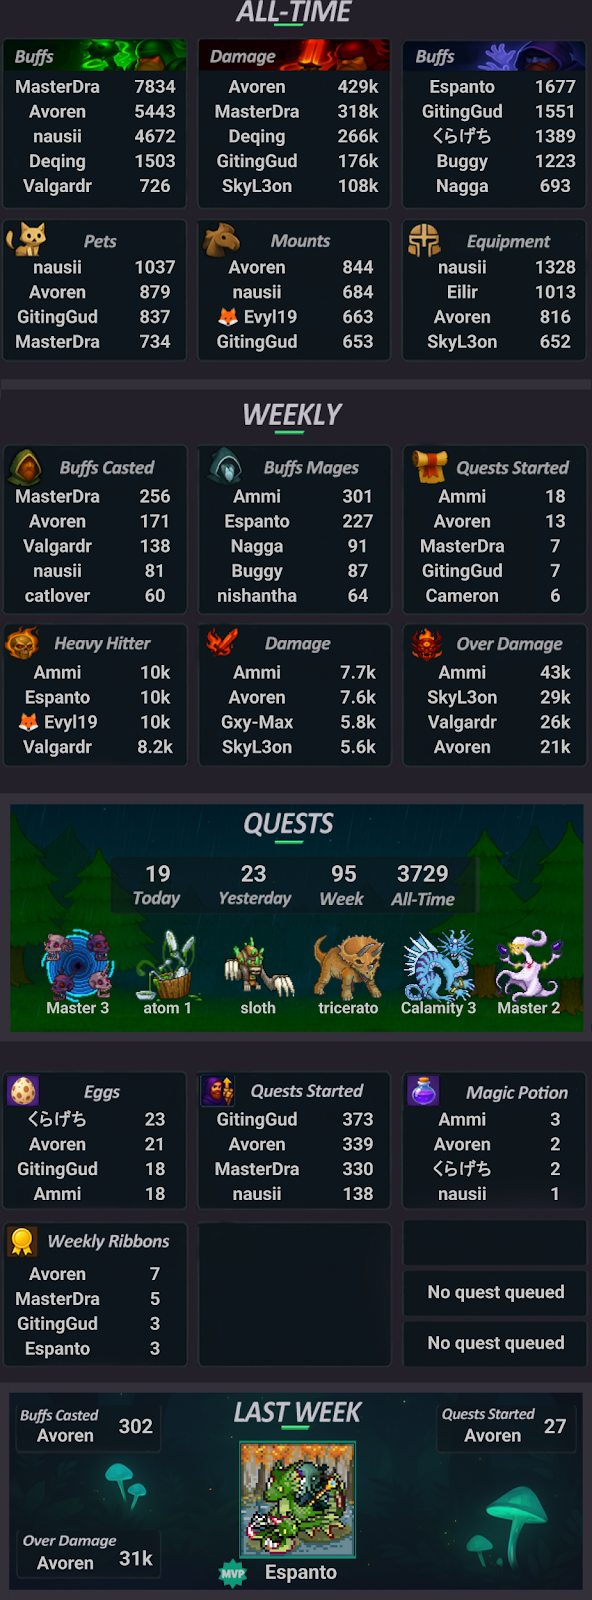 ALL-TIME
Buffs
MasterDra 7834
Avoren 5443
nausii 4672
Deqing 1503
Valgardr 726
Damage
Avoren 429k
MasterDra 318k
Deqing 266k
GitingGud 176k
SkyL3on 108k
Buffs
Espanto 1677
GitingGud 1551
くらげち 1389
Buggy 1223
Nagga 693
Pets
nausii 1037
Avoren 879
GitingGud 837
MasterDra 734
Mounts
Avoren 844
nausii 684
🦊 Evyl19 663
GitingGud 653
Equipment
nausii 1328
Eilir 1013
Avoren 816
SkyL3on 652
WEEKLY
Buffs Casted
MasterDra 256
Avoren 171
Valgardr 138
nausii 81
catlover 60
Buffs Mages
Ammi 301
Espanto 227
Nagga 91
Buggy 87
nishantha 64
Quests Started
Ammi 18
Avoren 13
MasterDra 7
GitingGud 7
Cameron 6
Heavy Hitter
Ammi 10k
Espanto 10k
🦊 Evyl19 10k
Valgardr 8.2k
Damage
Ammi 7.7k
Avoren 7.6k
Gxy-Max 5.8k
SkyL3on 5.6k
Over Damage
Ammi 43k
SkyL3on 29k
Valgardr 26k
Avoren 21k
QUESTS
19 23 95 3729
Today Yesterday Week All-Time
Master 3 atom 1 sloth tricerato Calamity 3 Master 2
Eggs
くらげち 23
Avoren 21
GitingGud 18
Ammi 18
Quests Started
GitingGud 373
Avoren 339
MasterDra 330
nausii 138
Magic Potion
Ammi 3
Avoren 2
くらげち 2
nausii 1
Weekly Ribbons
Avoren 7
MasterDra 5
GitingGud 3
Espanto 3
No quest queued
No quest queued
LAST WEEK
Buffs Casted
Avoren 302
Quests Started
Avoren 27
Over Damage
Avoren 31k
MVP Espanto